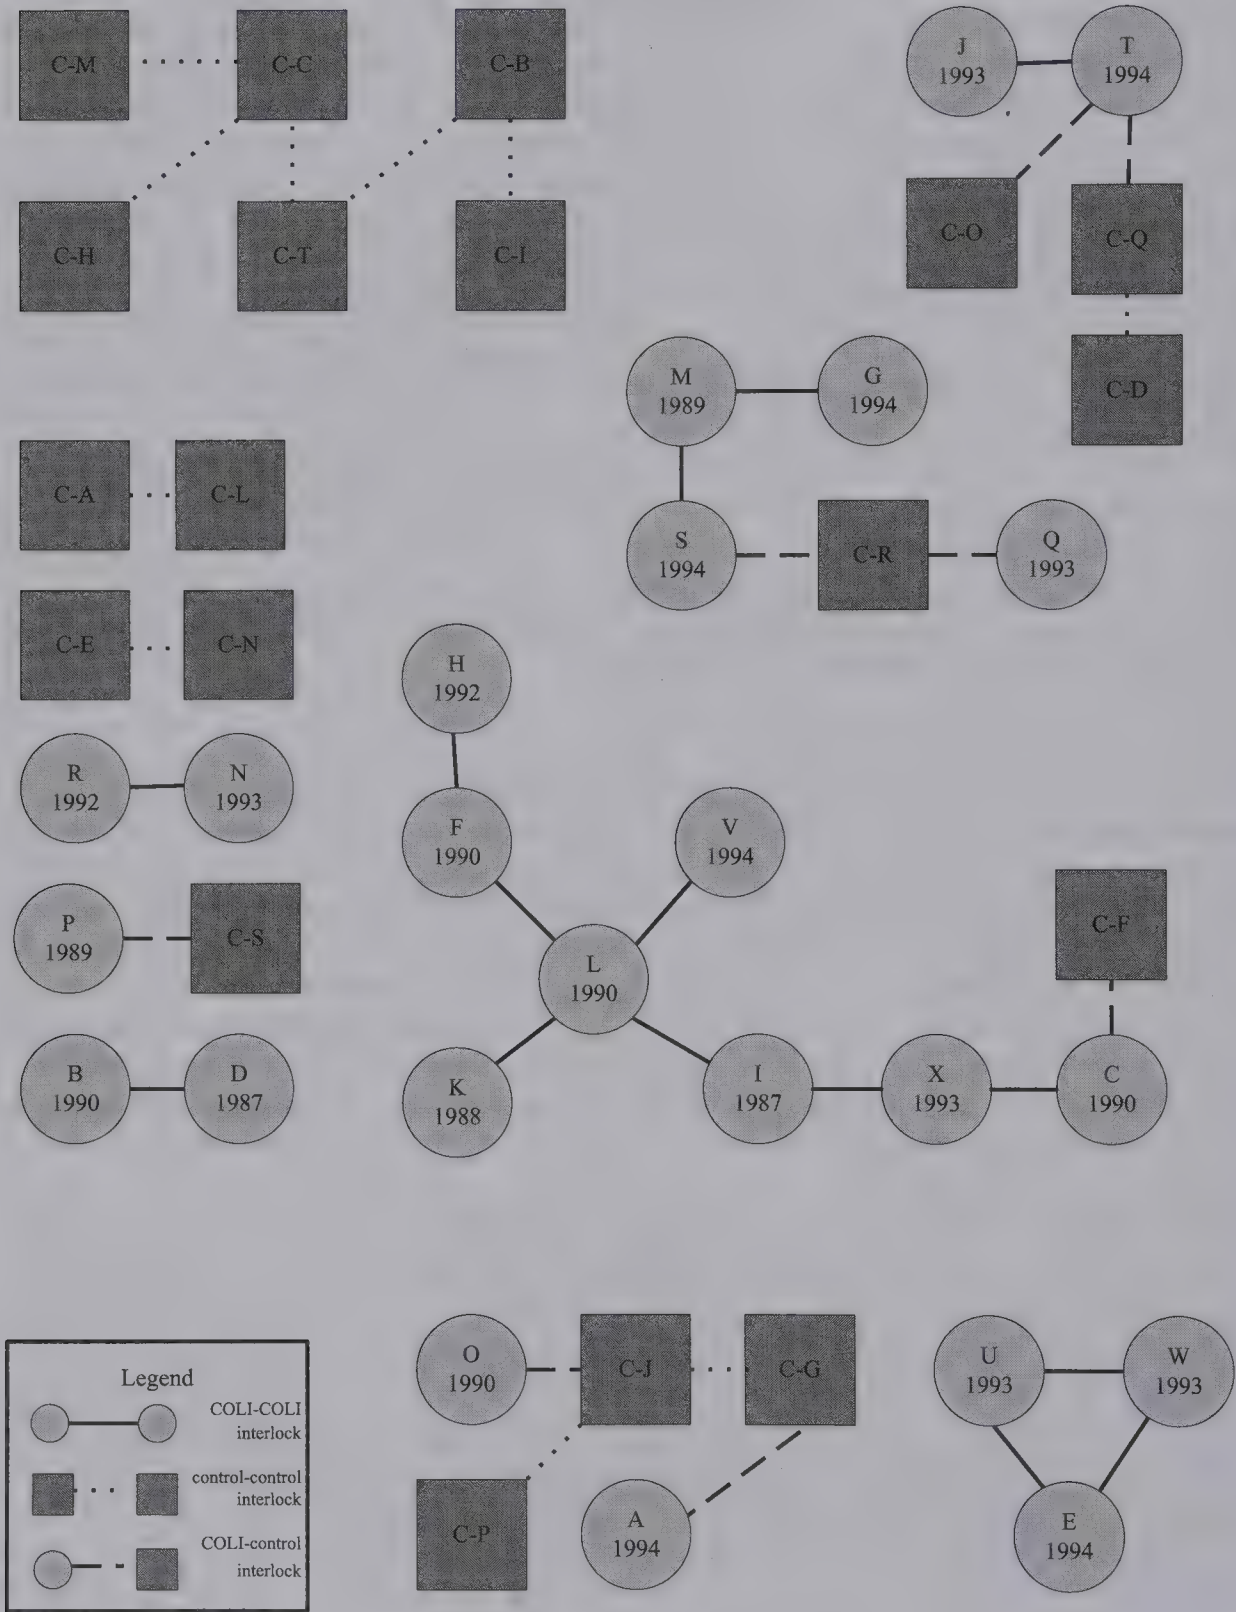 C-M
C-C
C-B
J
1993
T
1994
C-H
C-T
C-I
C-O
C-Q
C-D
M
1989
G
1994
C-A
C-L
S
1994
C-R
Q
1993
C-E
C-N
H
1992
R
1992
N
1993
F
1990
V
1994
P
1989
C-S
C-F
L
1990
B
1990
D
1987
K
1988
I
1987
X
1993
C
1990
O
1990
C-J
C-G
U
1993
W
1993
C-P
A
1994
E
1994
Legend
COLI-COLI
interlock
control-control
interlock
COLI-control
interlock